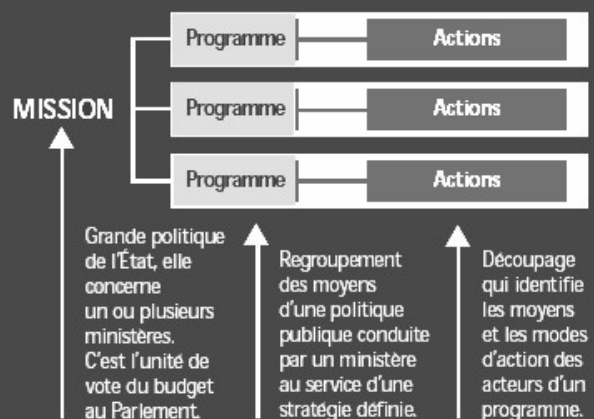 Programme Actions
MISSION Programme Actions
Programme Actions
Grande politique
de l'État, elle
concerne
un ou plusieurs
ministères.
C'est l'unité de
vote du budget
au Parlement.
Regroupement
des moyens
d'une politique
publique conduite
par un ministère
au service d'une
stratégie définie.
Découpage
qui identifie
les moyens
et les modes
d'action des
acteurs d'un
programme.